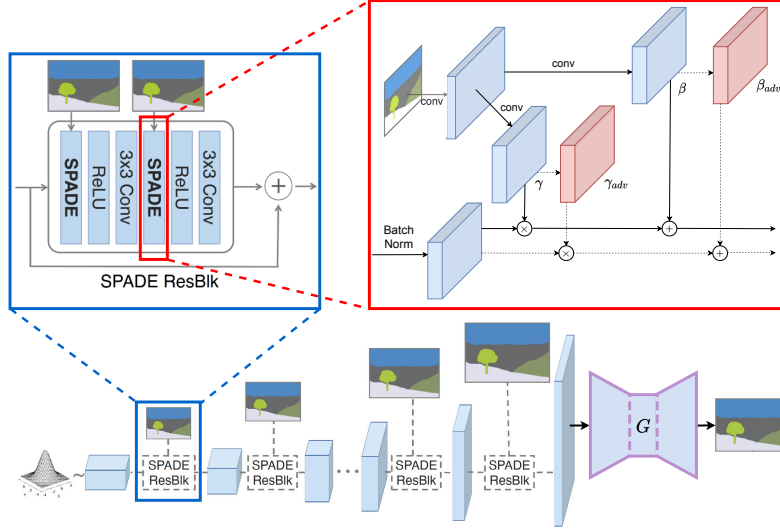 SPADE
ReLU
3x3 Conv
SPADE
ReLU
3x3 Conv
+
SPADE ResBlk
conv
conv
conv
β
β_adv
γ
γ_adv
Batch
Norm
×
+
×
+
SPADE
ResBlk
SPADE
ResBlk
SPADE
ResBlk
SPADE
ResBlk
G